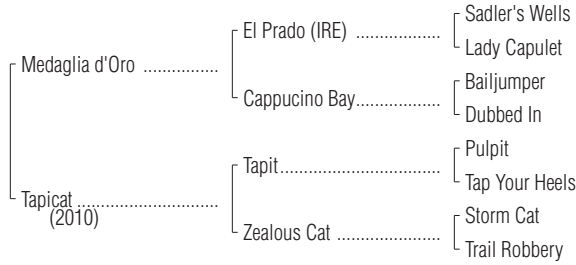 Sadler's Wells
El Prado (IRE) ..................
Lady Capulet
Medaglia d'Oro ................
Bailjumper
Cappucino Bay...................
Dubbed In
Pulpit
Tapit..................................
Tap Your Heels
Tapicat ..............................
(2010)
Storm Cat
Zealous Cat ......................
Trail Robbery